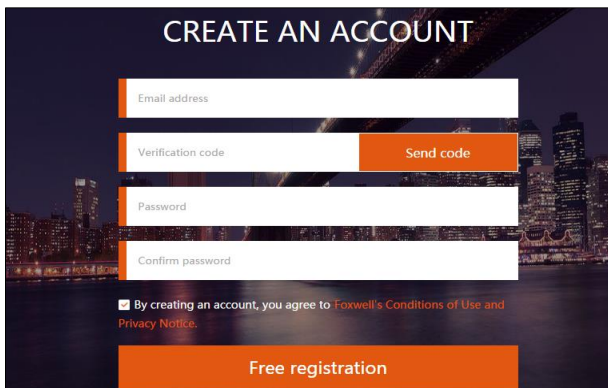 CREATE AN ACCOUNT
Email address
Verification code
Send code
Password
Confirm password
By creating an account, you agree to Foxwell's Conditions of Use and
Privacy Notice.
Free registration